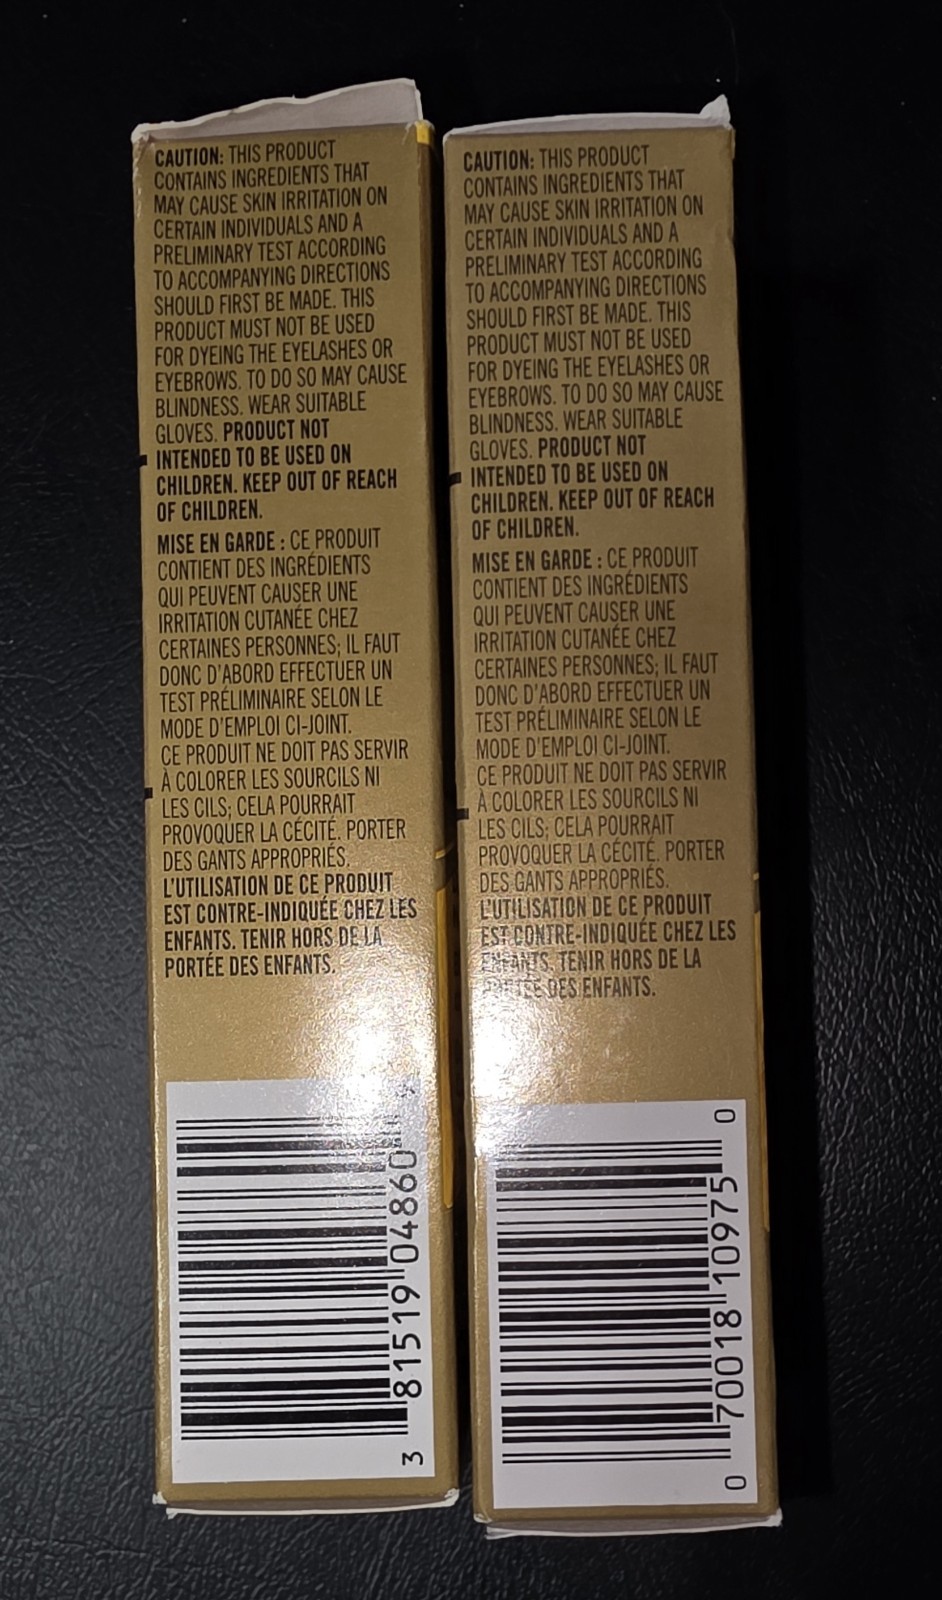 CAUTION: THIS PRODUCT
CONTAINS INGREDIENTS THAT
MAY CAUSE SKIN IRRITATION ON
CERTAIN INDIVIDUALS AND A
PRELIMINARY TEST ACCORDING
TO ACCOMPANYING DIRECTIONS
SHOULD FIRST BE MADE. THIS
PRODUCT MUST NOT BE USED
FOR DYEING THE EYELASHES OR
EYEBROWS. TO DO SO MAY CAUSE
BLINDNESS. WEAR SUITABLE
GLOVES. PRODUCT NOT
INTENDED TO BE USED ON
CHILDREN. KEEP OUT OF REACH
OF CHILDREN.
MISE EN GARDE : CE PRODUIT
CONTIENT DES INGRÉDIENTS
QUI PEUVENT CAUSER UNE
IRRITATION CUTANÉE CHEZ
CERTAINES PERSONNES; IL FAUT
DONC D'ABORD EFFECTUER UN
TEST PRÉLIMINAIRE SELON LE
MODE D'EMPLOI CI-JOINT.
CE PRODUIT NE DOIT PAS SERVIR
À COLORER LES SOURCILS NI
LES CILS; CELA POURRAIT
PROVOQUER LA CÉCITÉ. PORTER
DES GANTS APPROPRIÉS.
L'UTILISATION DE CE PRODUIT
EST CONTRE-INDIQUÉE CHEZ LES
ENFANTS. TENIR HORS DE LA
PORTÉE DES ENFANTS.
3 81519 04860
CAUTION: THIS PRODUCT
CONTAINS INGREDIENTS THAT
MAY CAUSE SKIN IRRITATION ON
CERTAIN INDIVIDUALS AND A
PRELIMINARY TEST ACCORDING
TO ACCOMPANYING DIRECTIONS
SHOULD FIRST BE MADE. THIS
PRODUCT MUST NOT BE USED
FOR DYEING THE EYELASHES OR
EYEBROWS. TO DO SO MAY CAUSE
BLINDNESS. WEAR SUITABLE
GLOVES. PRODUCT NOT
INTENDED TO BE USED ON
CHILDREN. KEEP OUT OF REACH
OF CHILDREN.
MISE EN GARDE : CE PRODUIT
CONTIENT DES INGRÉDIENTS
QUI PEUVENT CAUSER UNE
IRRITATION CUTANÉE CHEZ
CERTAINES PERSONNES; IL FAUT
DONC D'ABORD EFFECTUER UN
TEST PRÉLIMINAIRE SELON LE
MODE D'EMPLOI CI-JOINT.
CE PRODUIT NE DOIT PAS SERVIR
À COLORER LES SOURCILS NI
LES CILS; CELA POURRAIT
PROVOQUER LA CÉCITÉ. PORTER
DES GANTS APPROPRIÉS.
L'UTILISATION DE CE PRODUIT
EST CONTRE-INDIQUÉE CHEZ LES
ENFANTS. TENIR HORS DE LA
PORTÉE DES ENFANTS.
0 70018 10975 0